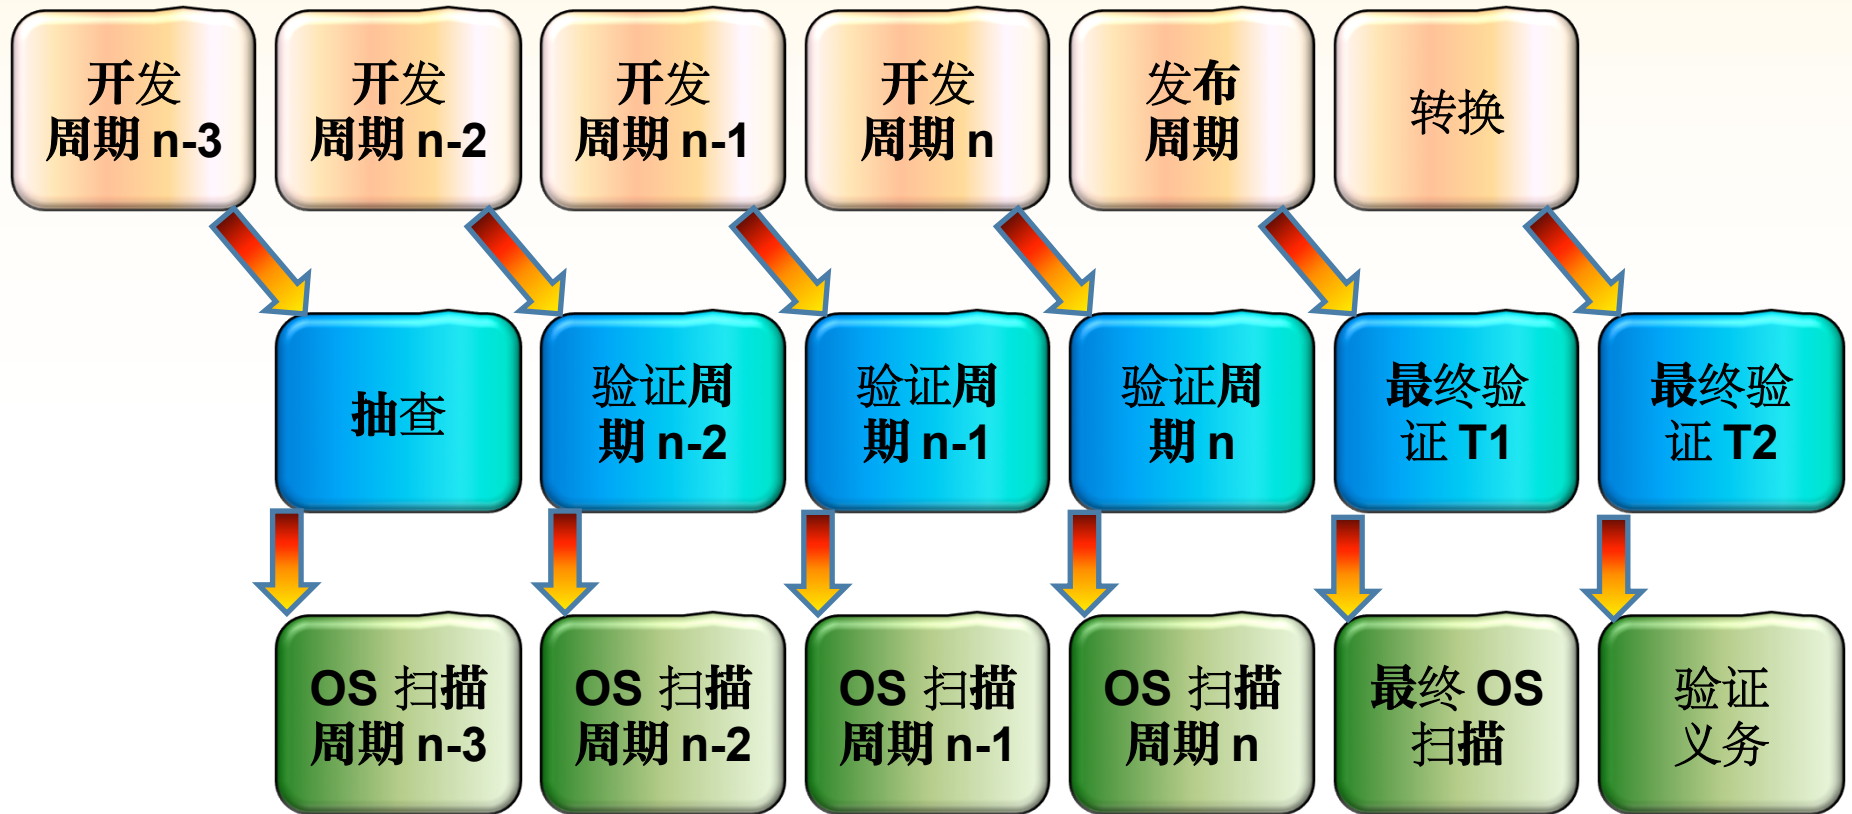 开发
周期 n-3
开发
周期 n-2
开发
周期 n-1
开发
周期 n
发布
周期
转换
抽查
验证周
期 n-2
验证周
期 n-1
验证周
期 n
最终验
证 T1
最终验
证 T2
OS 扫描
周期 n-3
OS 扫描
周期 n-2
OS 扫描
周期 n-1
OS 扫描
周期 n
最终 OS
扫描
验证
义务